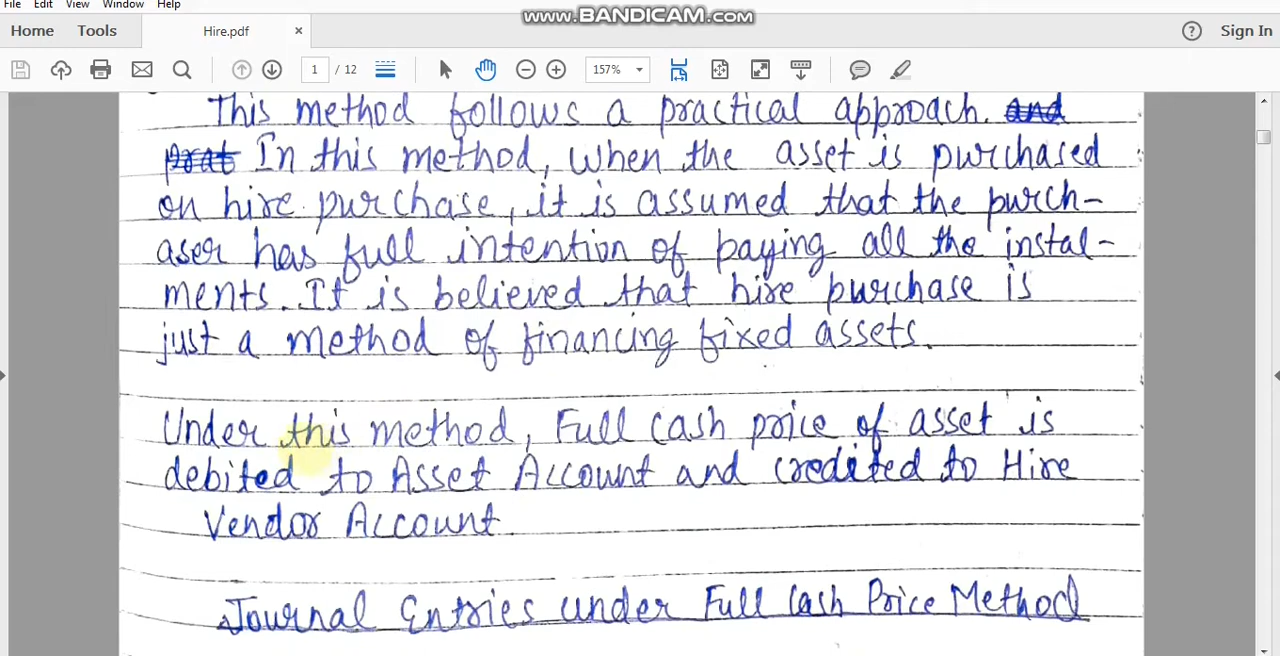 File Edit View Window Help
www.BANDICAM.com
Home Tools Hire.pdf × ? Sign In
1 / 12 157%
This method follows a practical approach. and
prat In this method, When the asset is purchased
on hire purchase, it is assumed that the purch-
aser has full intention of paying all the instal-
ments. It is believed that hire purchase is
just a method of financing fixed assets.
Under this method, Full cash price of asset is
debited to Asset Account and credited to Hire
Vendor Account.
Journal Entries under Full Cash Price Method